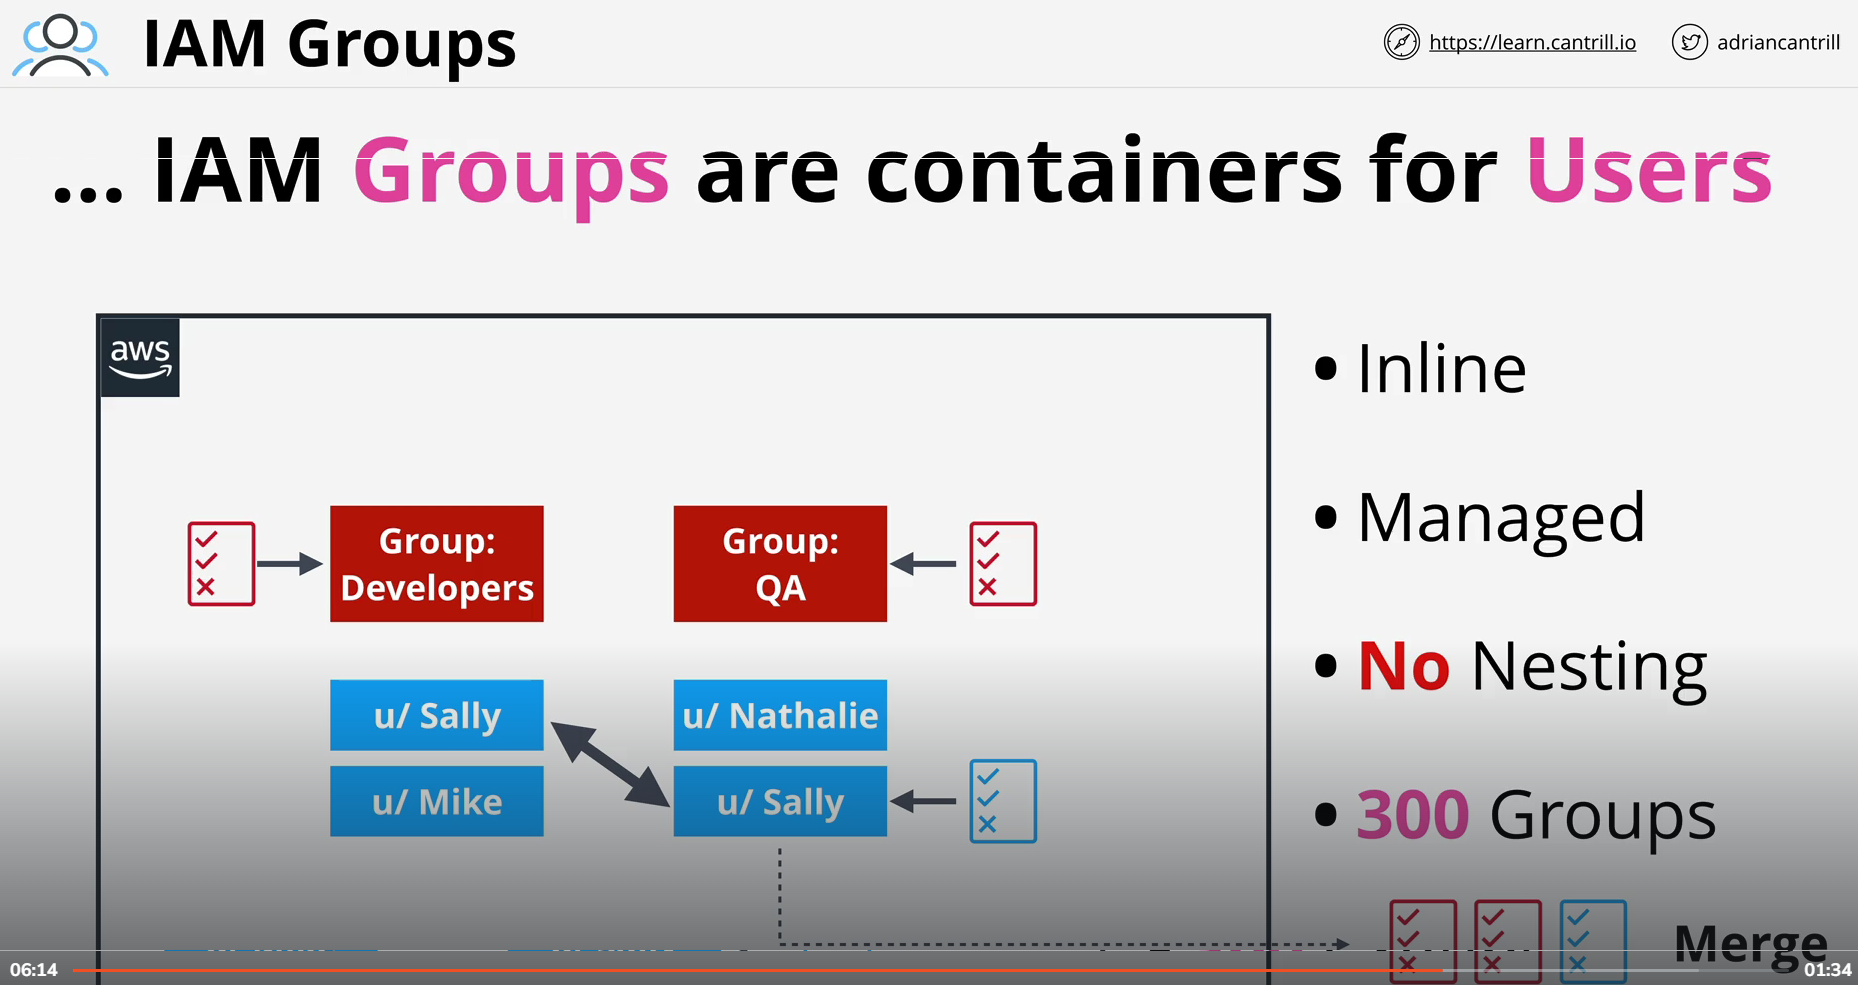 IAM Groups
https://learn.cantrill.io
adriancantrill
... IAM Groups are containers for Users
aws
Group:
Developers
Group:
QA
u/ Sally
u/ Nathalie
u/ Mike
u/ Sally
• Inline
• Managed
• No Nesting
• 300 Groups
Merge
06:14
01:34